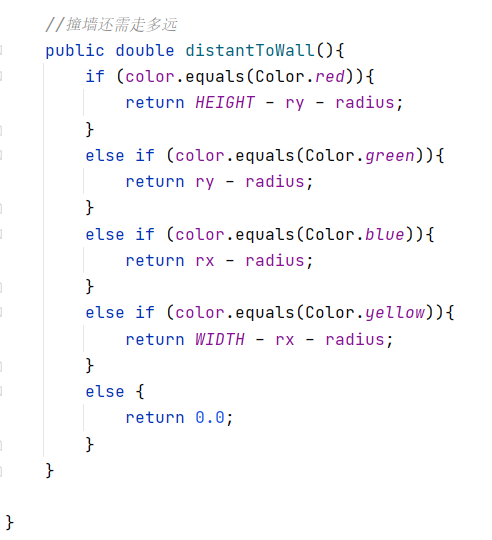 //撞墙还需走多远
public double distantToWall(){
if (color.equals(Color.red)){
return HEIGHT - ry - radius;
}
else if (color.equals(Color.green)){
return ry - radius;
}
else if (color.equals(Color.blue)){
return rx - radius;
}
else if (color.equals(Color.yellow)){
return WIDTH - rx - radius;
}
else {
return 0.0;
}
}
}